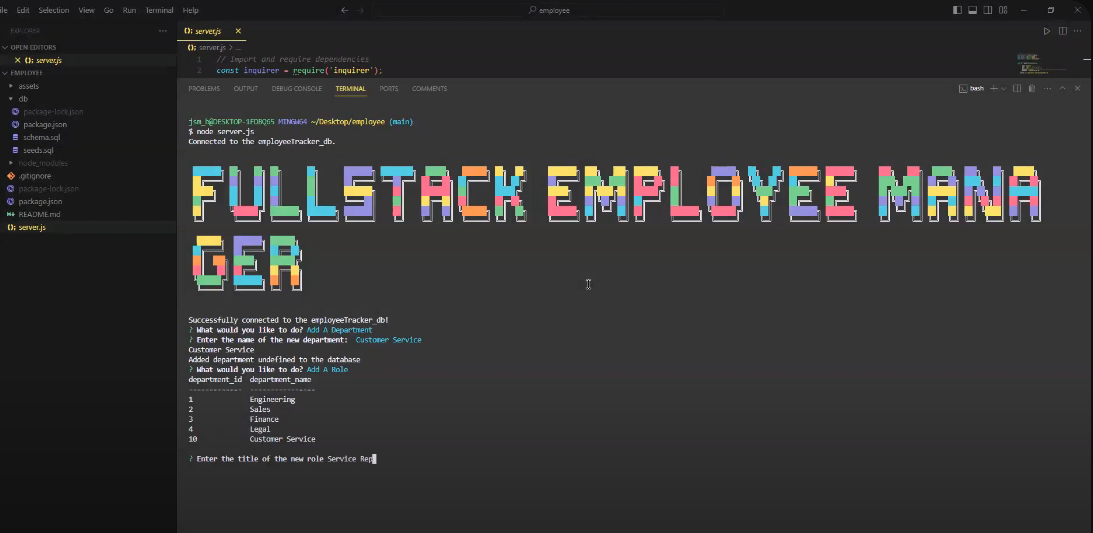 File Edit Selection View Go Run Terminal Help
employee
EXPLORER
OPEN EDITORS
server.js
EMPLOYEE
assets
db
package-lock.json
package.json
schema.sql
seeds.sql
node_modules
.gitignore
package-lock.json
package.json
README.md
server.js
server.js
server.js > ...
1 // Import and require dependencies
2 const inquirer = require('inquirer');
PROBLEMS OUTPUT DEBUG CONSOLE TERMINAL PORTS COMMENTS
bash
MINGW64 ~/Desktop/employee (main)
$ node server.js
Connected to the employeeTracker_db.
FULLSTACK EMPLOYEE MANA
GER
Successfully connected to the employeeTracker_db!
? What would you like to do? Add A Department
? Enter the name of the new department: Customer Service
Customer Service
Added department undefined to the database
? What would you like to do? Add A Role
department_id department_name
------------- ---------------
1 Engineering
2 Sales
3 Finance
4 Legal
10 Customer Service
? Enter the title of the new role Service Rep